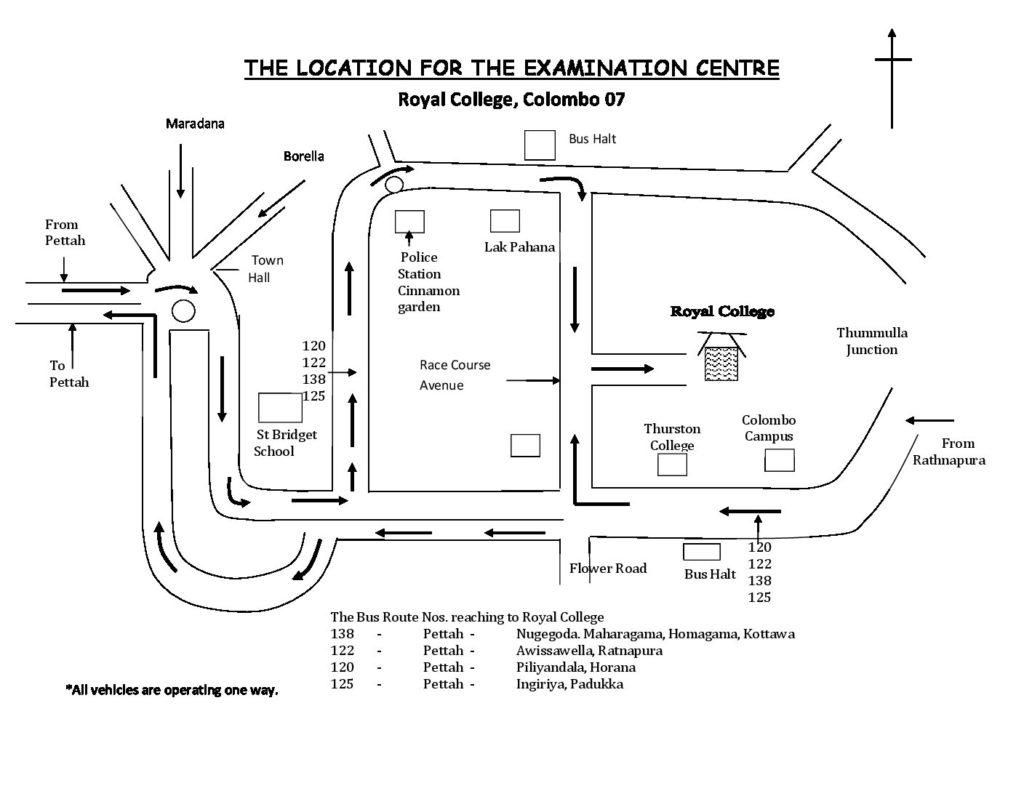 THE LOCATION FOR THE EXAMINATION CENTRE
Royal College, Colombo 07
Maradana
Bus Halt
Borella
From
Pettah
Town
Hall
Police
Station
Cinnamon
garden
Lak Pahana
Royal College
Thummulla
Junction
To
Pettah
120
122
138
125
Race Course
Avenue
St Bridget
School
Thurston
College
Colombo
Campus
From
Rathnapura
Flower Road
Bus Halt
120
122
138
125
The Bus Route Nos. reaching to Royal College
138 - Pettah - Nugegoda. Maharagama, Homagama, Kottawa
122 - Pettah - Awissawella, Ratnapura
120 - Pettah - Piliyandala, Horana
125 - Pettah - Ingiriya, Padukka
*All vehicles are operating one way.